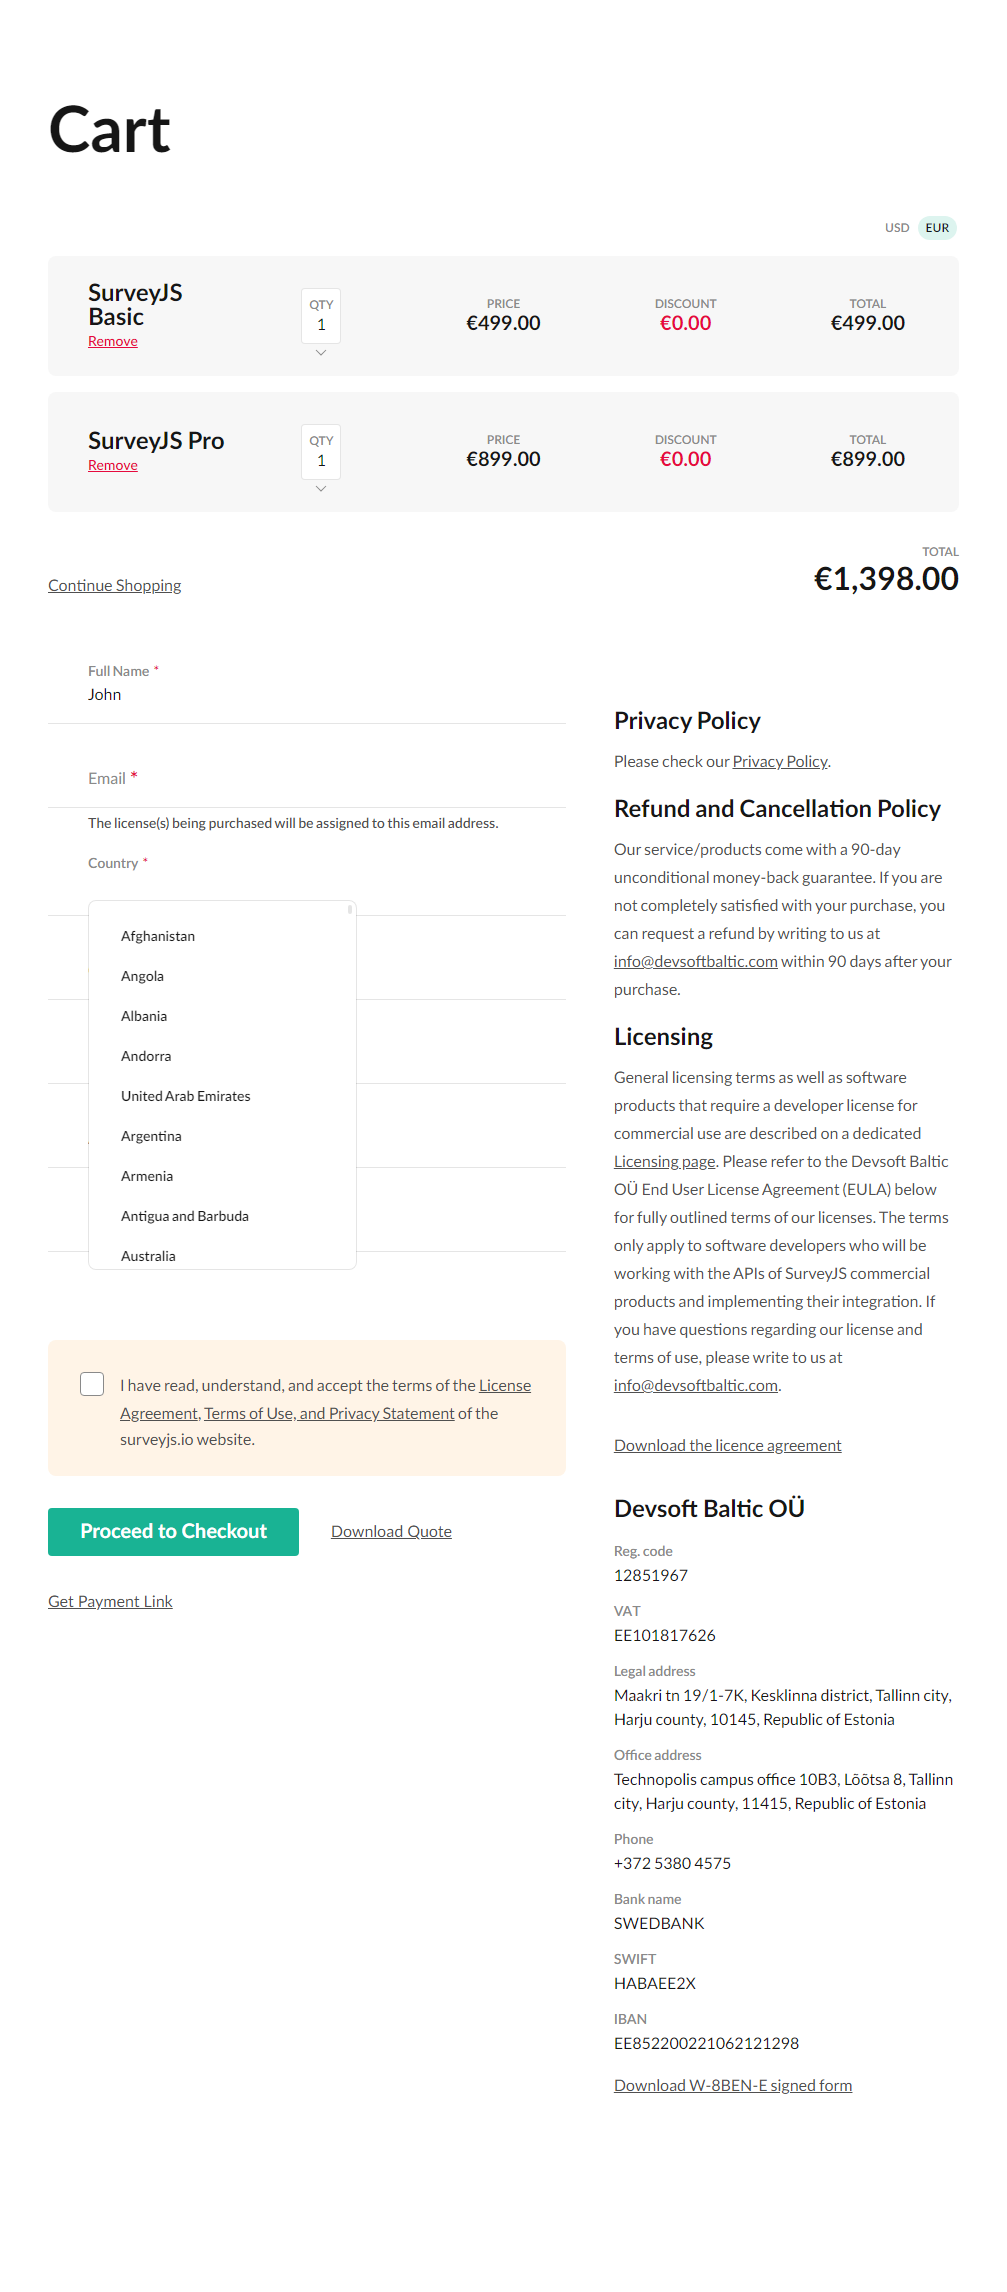 Cart
USD EUR
SurveyJS
Basic
Remove
QTY
1
PRICE
€499.00
DISCOUNT
€0.00
TOTAL
€499.00
SurveyJS Pro
Remove
QTY
1
PRICE
€899.00
DISCOUNT
€0.00
TOTAL
€899.00
Continue Shopping
TOTAL
€1,398.00
Full Name *
John
Email *
The license(s) being purchased will be assigned to this email address.
Country *
Afghanistan
Angola
Albania
Andorra
United Arab Emirates
Argentina
Armenia
Antigua and Barbuda
Australia
I have read, understand, and accept the terms of the License
Agreement, Terms of Use, and Privacy Statement of the
surveyjs.io website.
Proceed to Checkout
Download Quote
Get Payment Link
Privacy Policy
Please check our Privacy Policy.
Refund and Cancellation Policy
Our service/products come with a 90-day
unconditional money-back guarantee. If you are
not completely satisfied with your purchase, you
can request a refund by writing to us at
info@devsoftbaltic.com within 90 days after your
purchase.
Licensing
General licensing terms as well as software
products that require a developer license for
commercial use are described on a dedicated
Licensing page. Please refer to the Devsoft Baltic
OÜ End User License Agreement (EULA) below
for fully outlined terms of our licenses. The terms
only apply to software developers who will be
working with the APIs of SurveyJS commercial
products and implementing their integration. If
you have questions regarding our license and
terms of use, please write to us at
info@devsoftbaltic.com.
Download the licence agreement
Devsoft Baltic OÜ
Reg. code
12851967
VAT
EE101817626
Legal address
Maakri tn 19/1-7K, Kesklinna district, Tallinn city,
Harju county, 10145, Republic of Estonia
Office address
Technopolis campus office 10B3, Lõõtsa 8, Tallinn
city, Harju county, 11415, Republic of Estonia
Phone
+372 5380 4575
Bank name
SWEDBANK
SWIFT
HABAEE2X
IBAN
EE852200221062121298
Download W-8BEN-E signed form